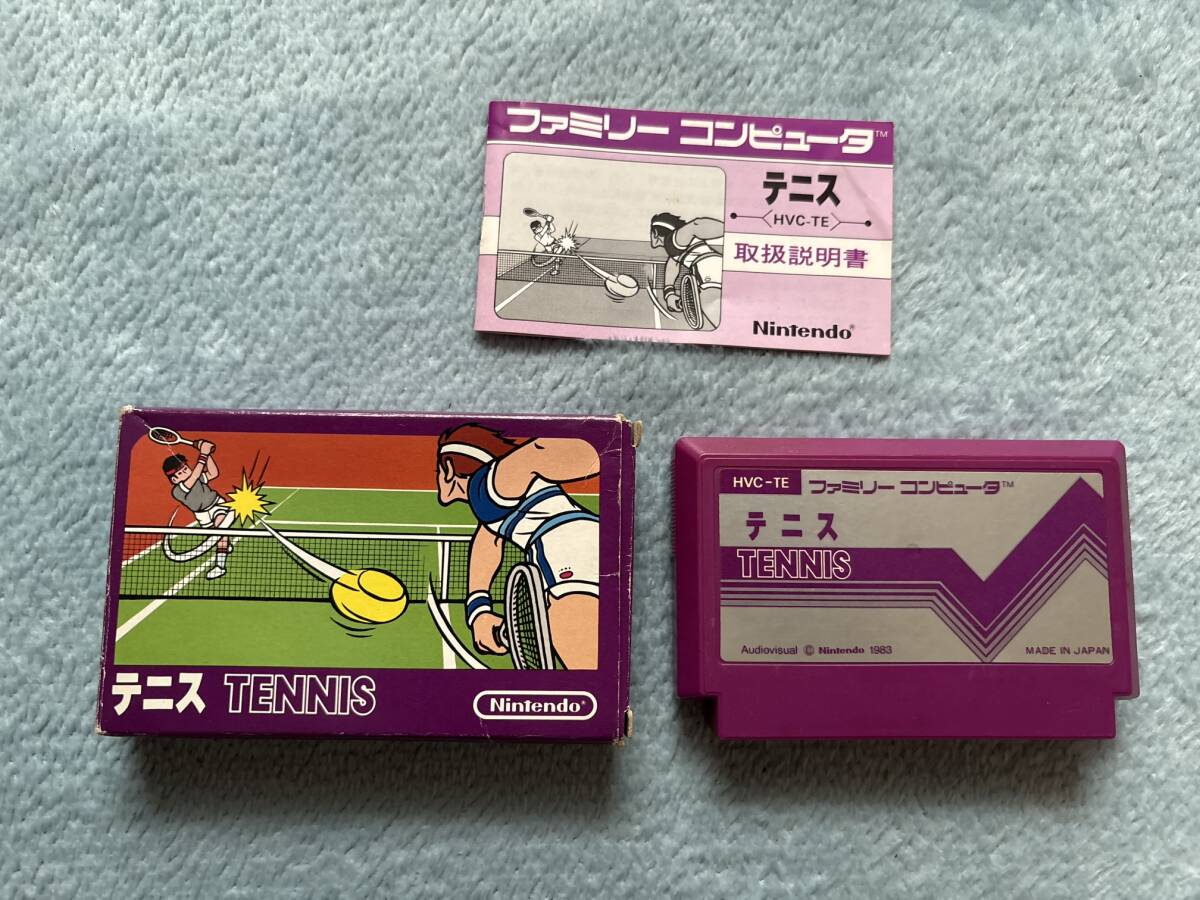 ファミリー コンピュータ™
テニス
HVC-TE
取扱説明書
Nintendo®
テニス TENNIS
Nintendo®
HVC-TE ファミリー コンピュータ™
テニス
TENNIS
Audiovisual © Nintendo 1983
MADE IN JAPAN